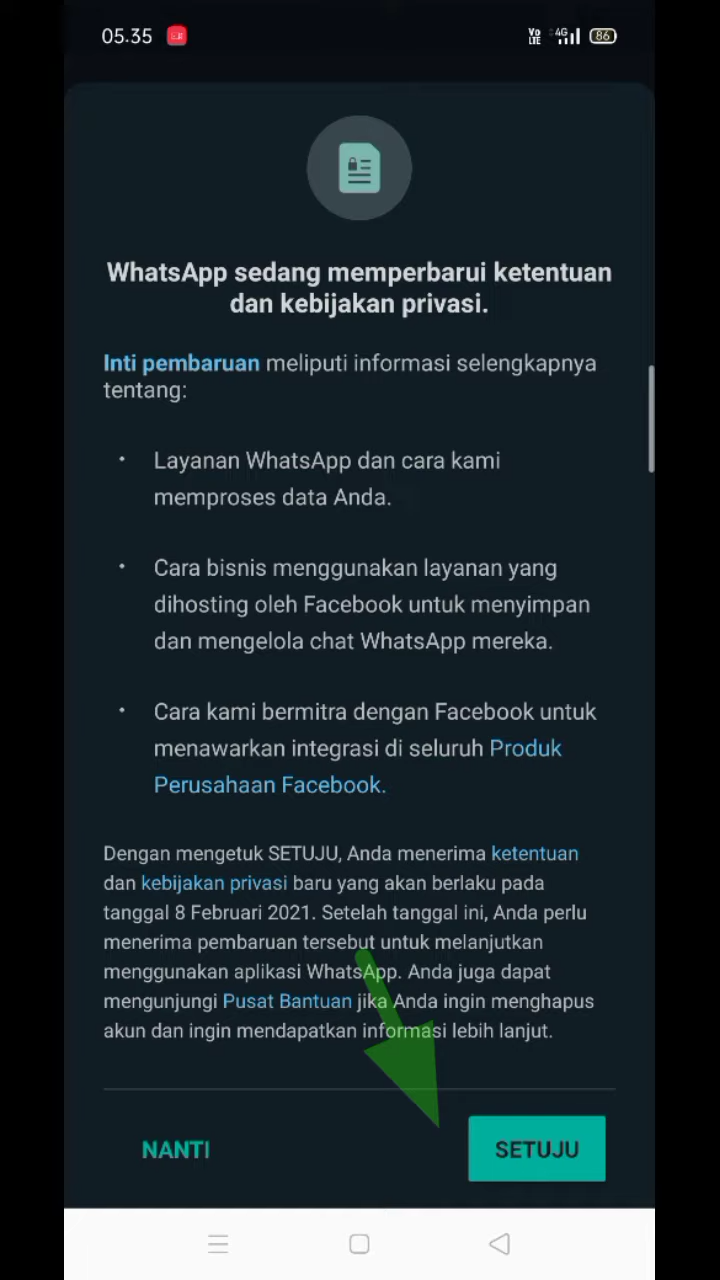 05.35
Vo LTE 4G 86
WhatsApp sedang memperbarui ketentuan
dan kebijakan privasi.
Inti pembaruan meliputi informasi selengkapnya
tentang:
• Layanan WhatsApp dan cara kami
memproses data Anda.
• Cara bisnis menggunakan layanan yang
dihosting oleh Facebook untuk menyimpan
dan mengelola chat WhatsApp mereka.
• Cara kami bermitra dengan Facebook untuk
menawarkan integrasi di seluruh Produk
Perusahaan Facebook.
Dengan mengetuk SETUJU, Anda menerima ketentuan
dan kebijakan privasi baru yang akan berlaku pada
tanggal 8 Februari 2021. Setelah tanggal ini, Anda perlu
menerima pembaruan tersebut untuk melanjutkan
menggunakan aplikasi WhatsApp. Anda juga dapat
mengunjungi Pusat Bantuan jika Anda ingin menghapus
akun dan ingin mendapatkan informasi lebih lanjut.
NANTI
SETUJU